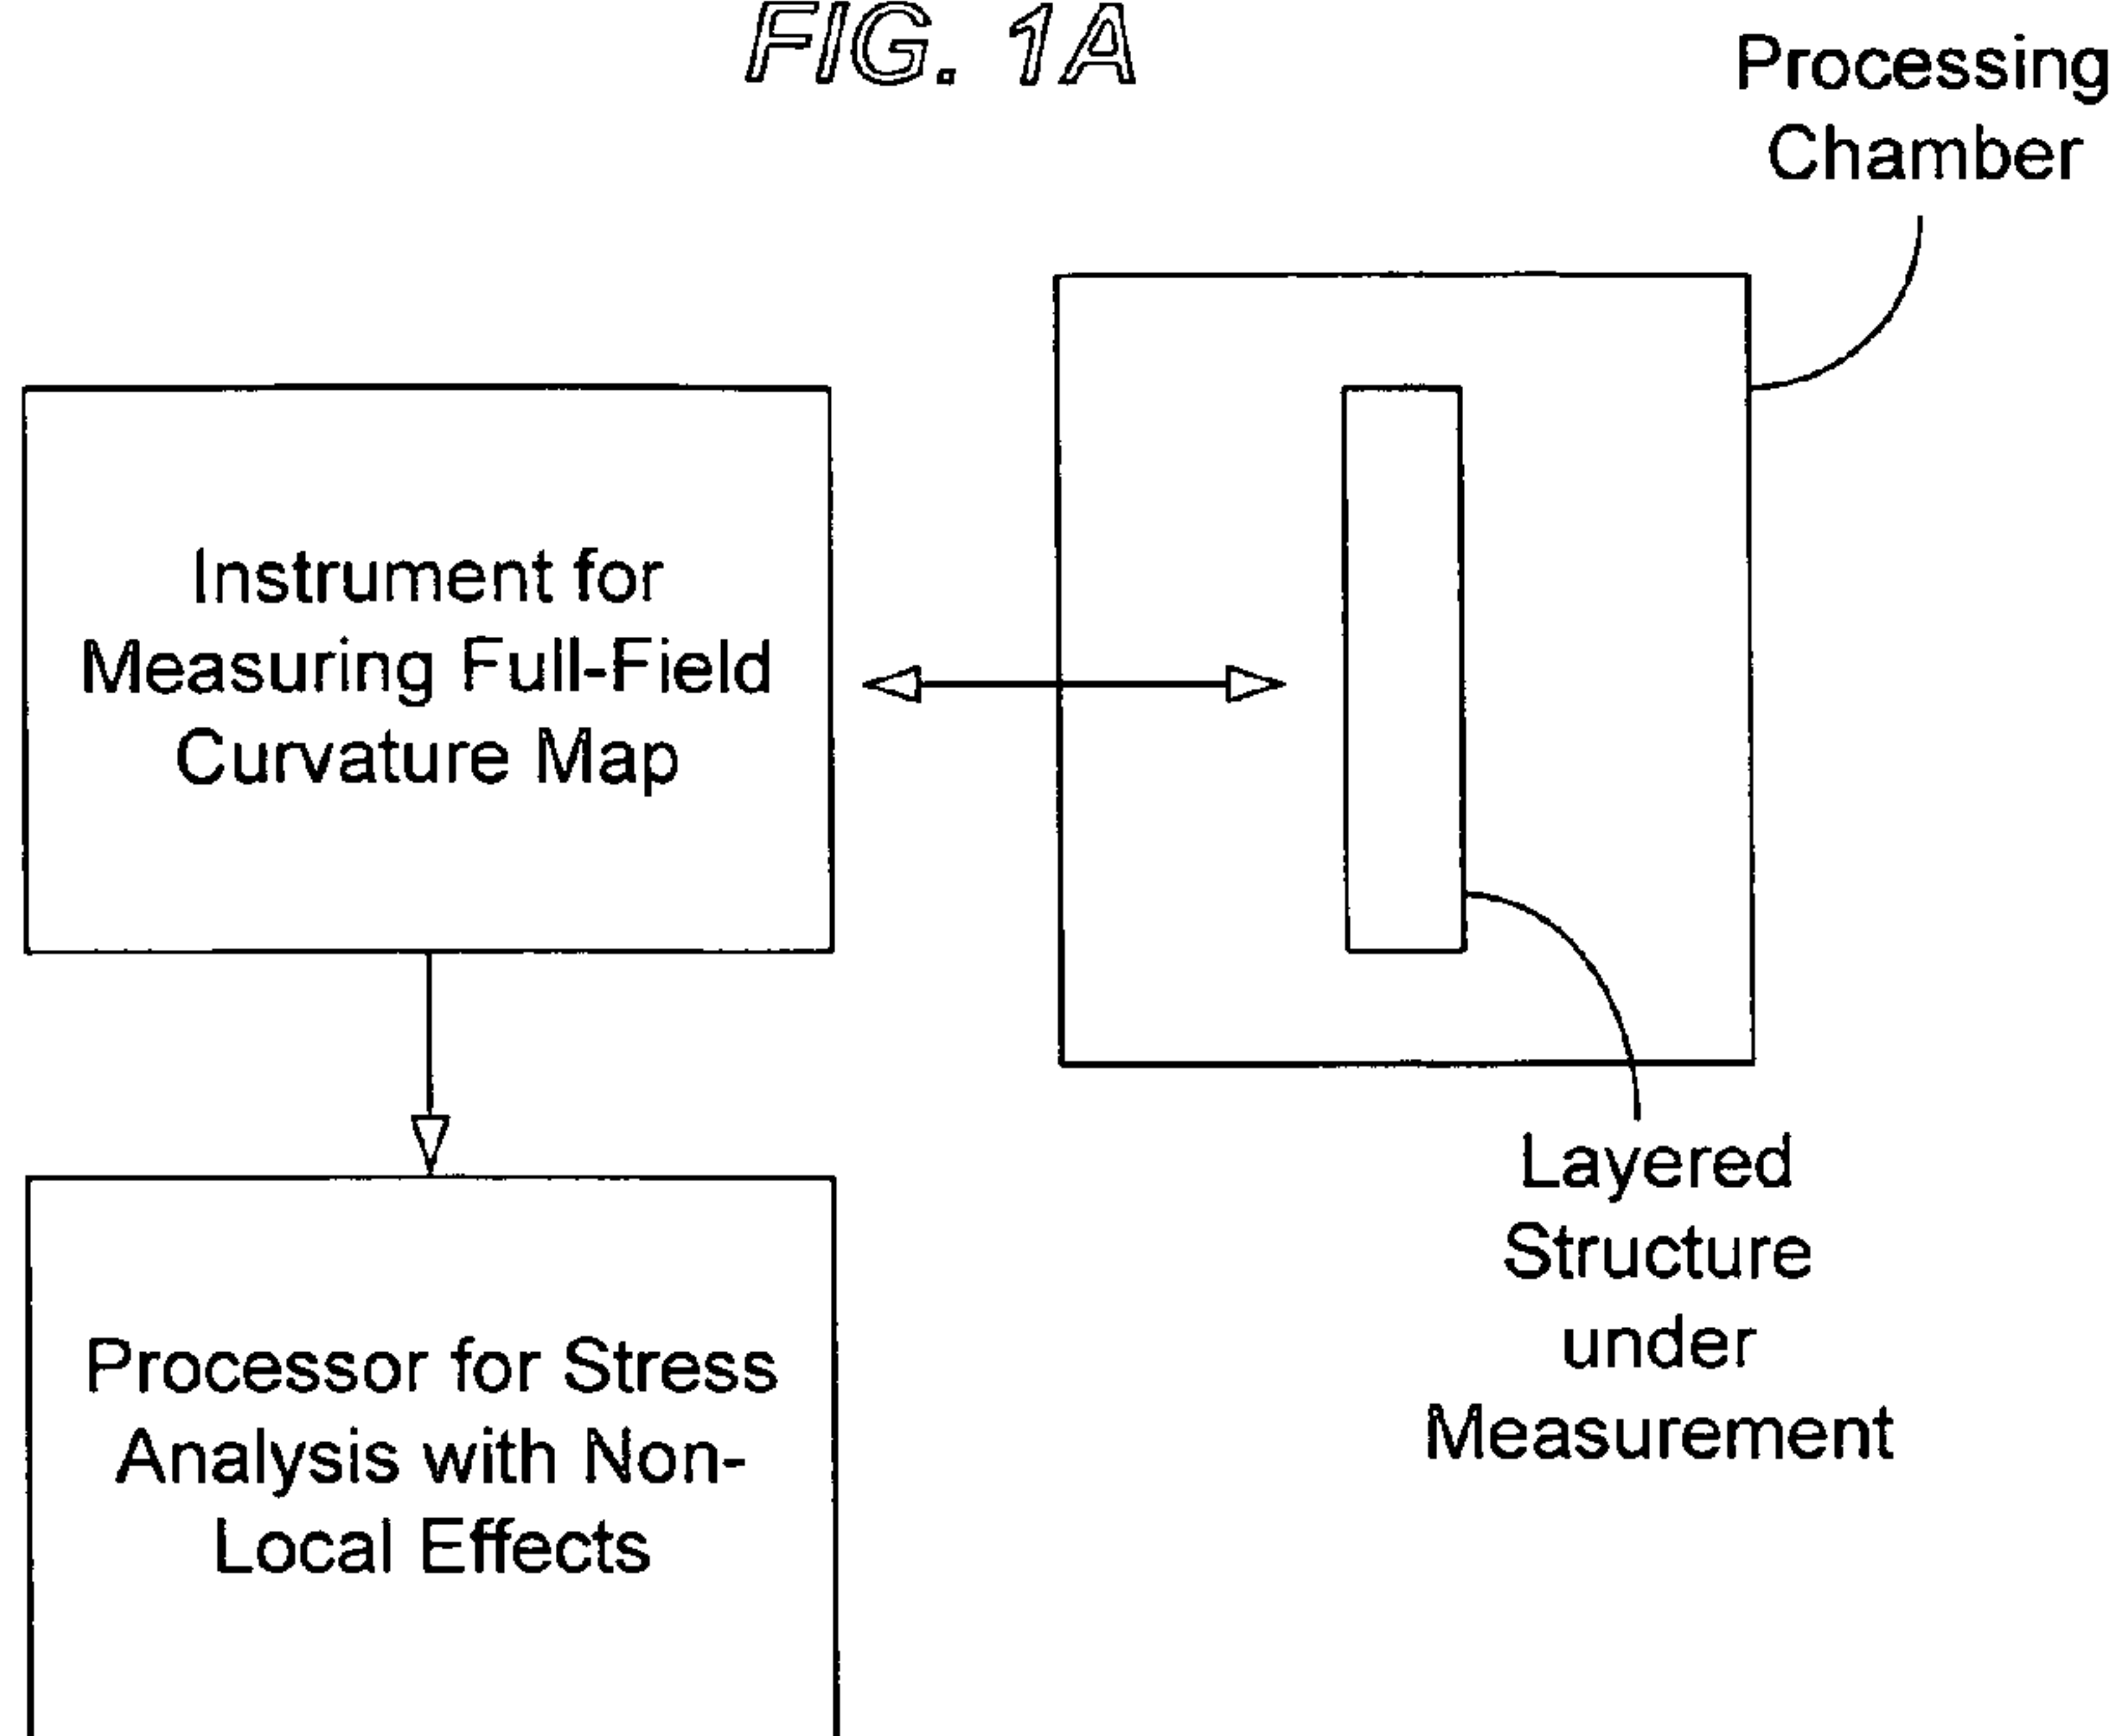 FIG. 1A
Processing
Chamber
Instrument for
Measuring Full-Field
Curvature Map
Layered
Structure
under
Measurement
Processor for Stress
Analysis with Non-
Local Effects